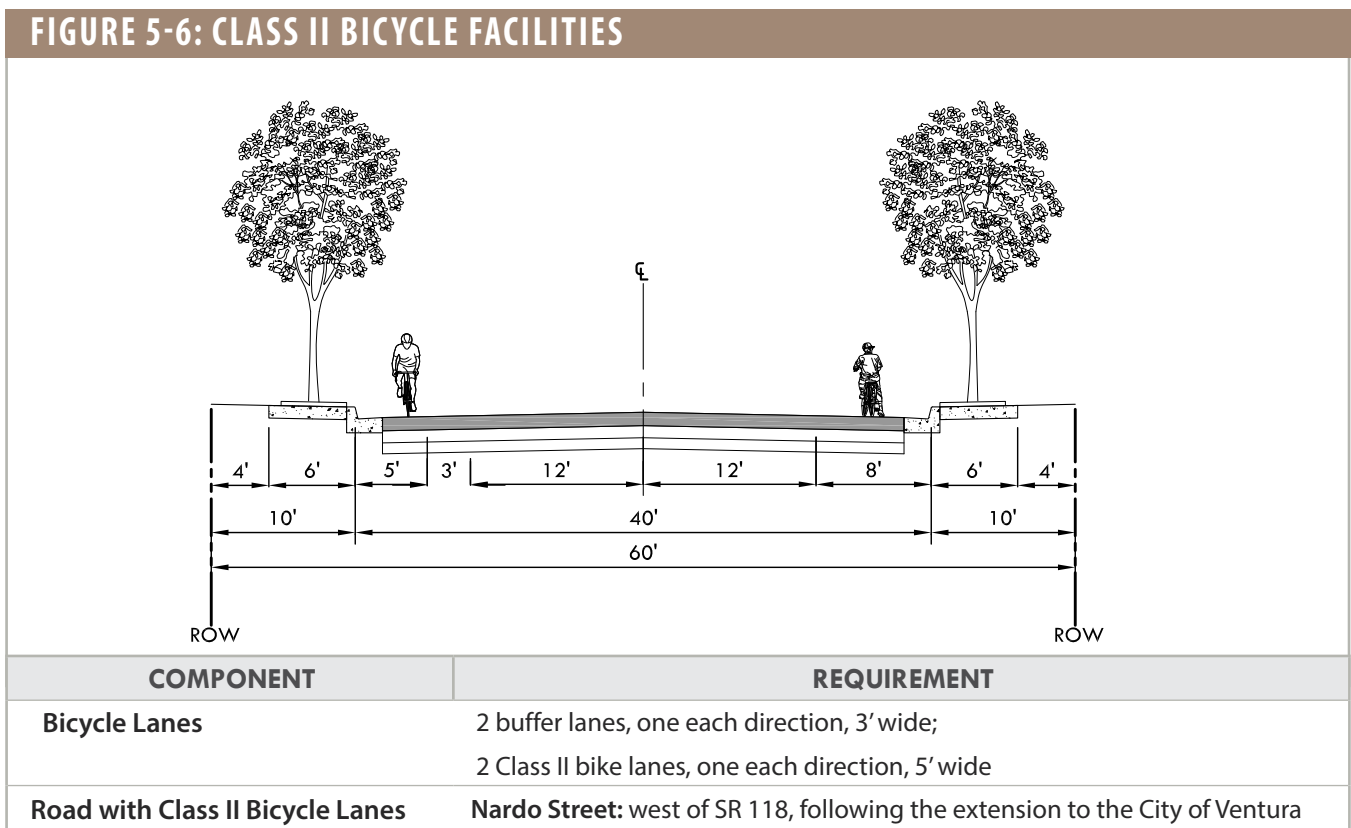 FIGURE 5-6: CLASS II BICYCLE FACILITIES
℄
4' 6' 5' 3' 12' 12' 8' 6' 4'
10' 40' 10'
60'
ROW ROW
COMPONENT REQUIREMENT
Bicycle Lanes 2 buffer lanes, one each direction, 3’ wide;
2 Class II bike lanes, one each direction, 5’ wide
Road with Class II Bicycle Lanes Nardo Street: west of SR 118, following the extension to the City of Ventura